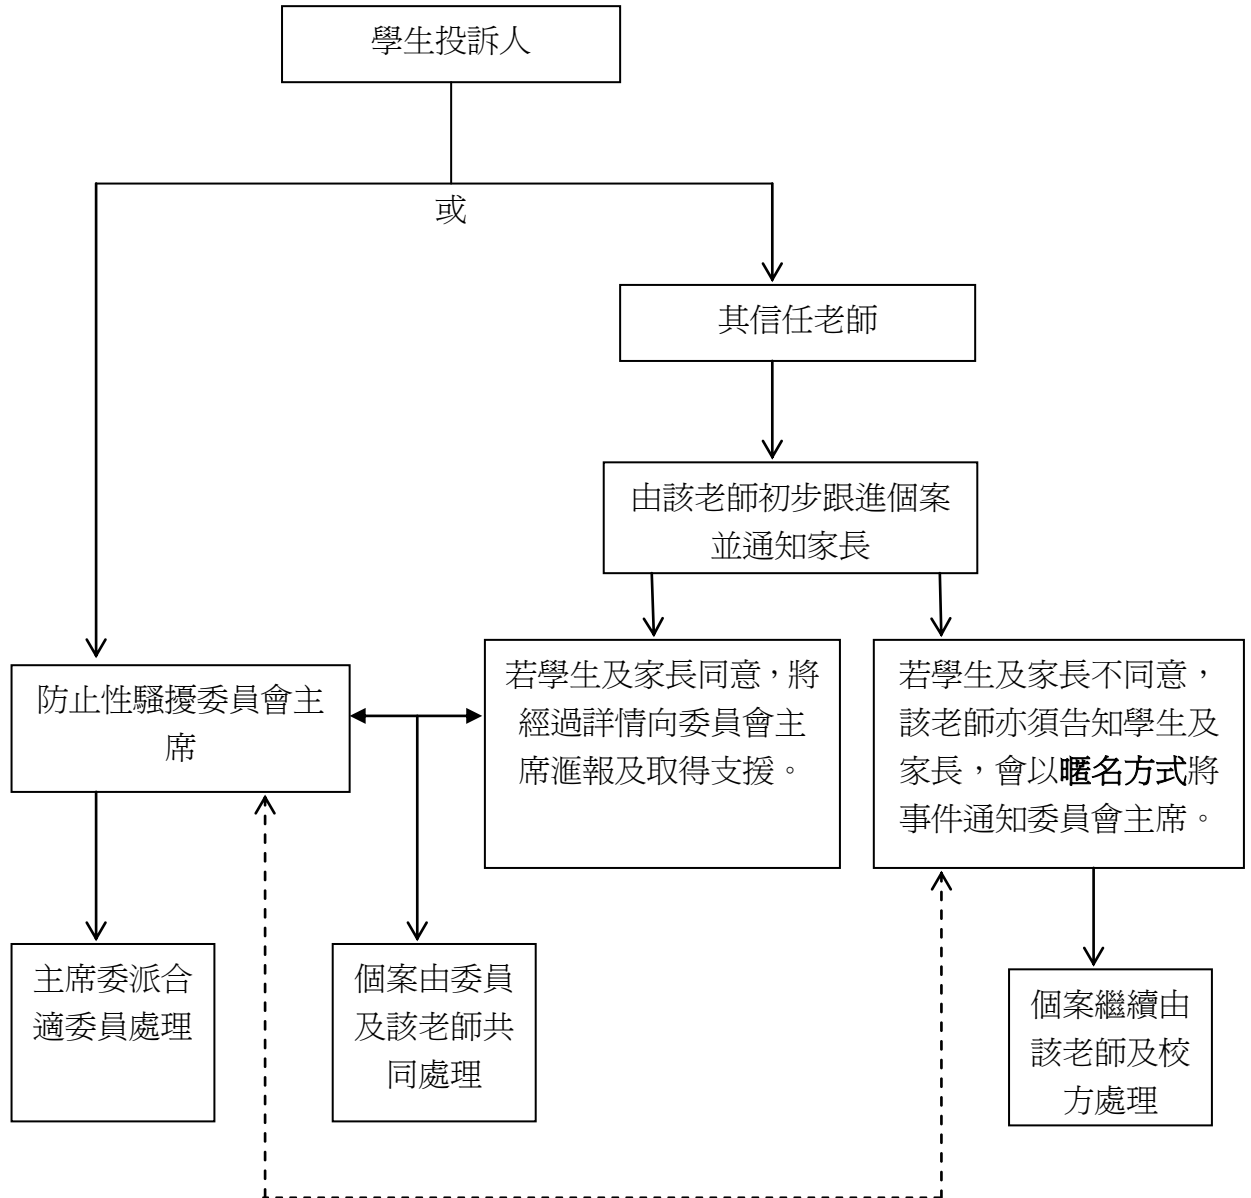 學生投訴人
或
其信任老師
由該老師初步跟進個案
並通知家長
防止性騷擾委員會主
席
若學生及家長同意，將
經過詳情向委員會主
席滙報及取得支援。
若學生及家長不同意，
該老師亦須告知學生及
家長，會以暱名方式將
事件通知委員會主席。
主席委派合
適委員處理
個案由委員
及該老師共
同處理
個案繼續由
該老師及校
方處理